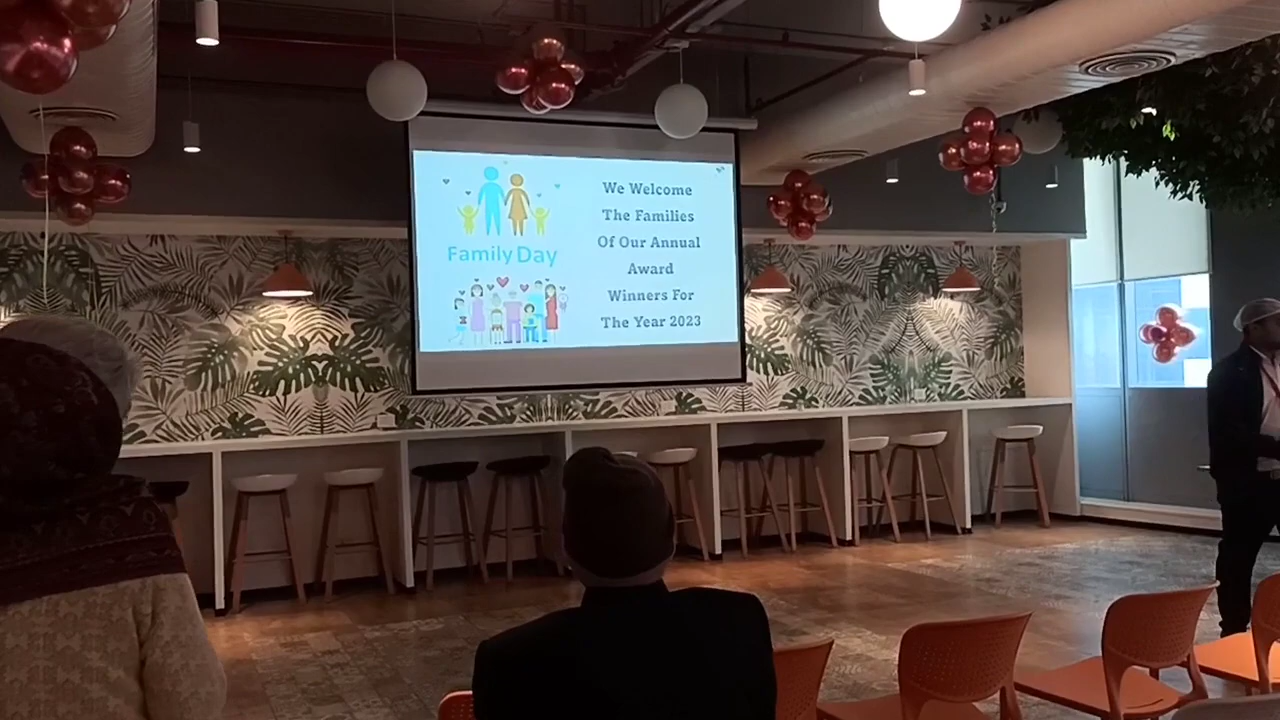 Family Day
We Welcome
The Families
Of Our Annual
Award
Winners For
The Year 2023